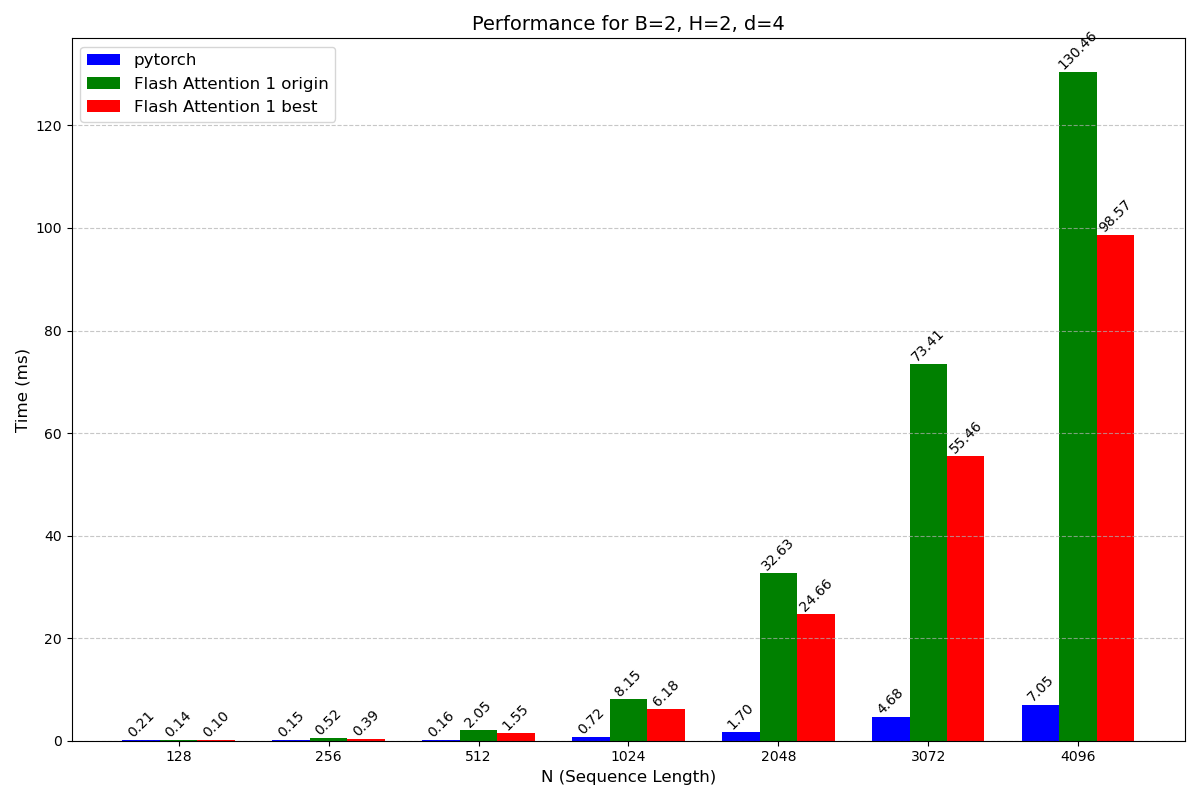 Performance for B=2, H=2, d=4
pytorch
Flash Attention 1 origin
Flash Attention 1 best
Time (ms)
120
100
80
60
40
20
0
0.21 0.14 0.10
0.15 0.52 0.39
0.16 2.05 1.55
0.72 8.15 6.18
1.70 32.63 24.66
4.68 73.41 55.46
7.05 130.46 98.57
128 256 512 1024 2048 3072 4096
N (Sequence Length)